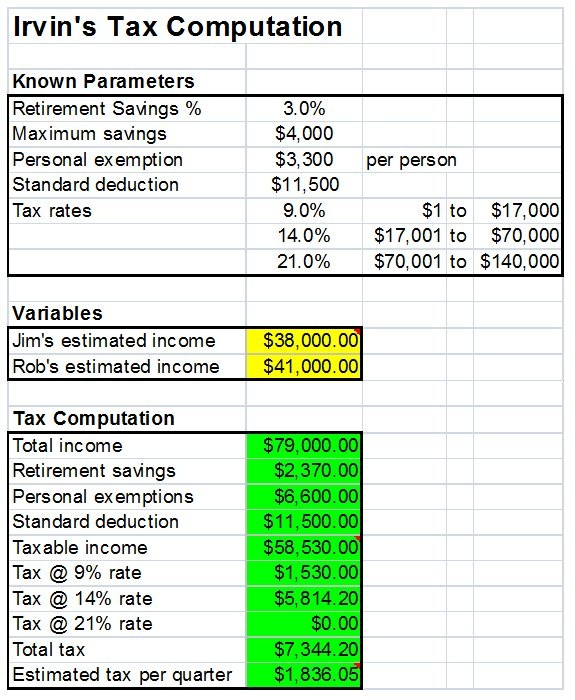 Irvin's Tax Computation
Known Parameters
Retirement Savings % 3.0%
Maximum savings $4,000
Personal exemption $3,300 per person
Standard deduction $11,500
Tax rates 9.0% $1 to $17,000
14.0% $17,001 to $70,000
21.0% $70,001 to $140,000
Variables
Jim's estimated income $38,000.00
Rob's estimated income $41,000.00
Tax Computation
Total income $79,000.00
Retirement savings $2,370.00
Personal exemptions $6,600.00
Standard deduction $11,500.00
Taxable income $58,530.00
Tax @ 9% rate $1,530.00
Tax @ 14% rate $5,814.20
Tax @ 21% rate $0.00
Total tax $7,344.20
Estimated tax per quarter $1,836.05